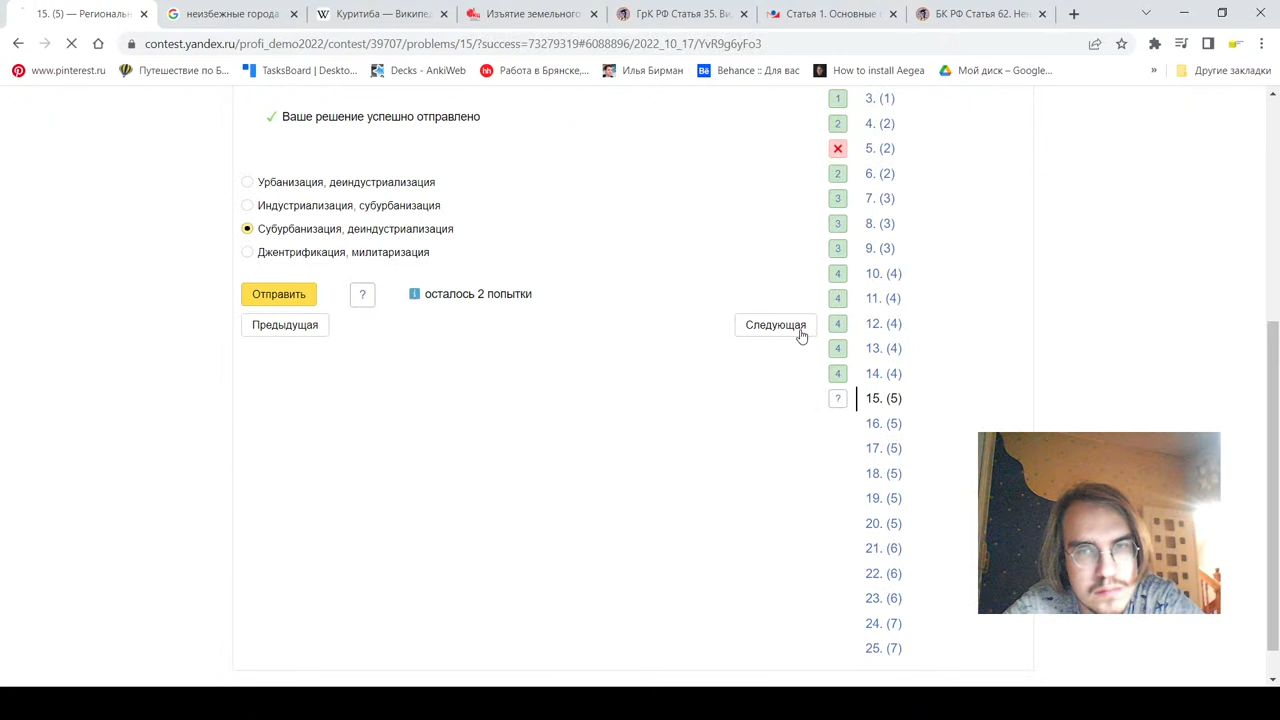 15. (5) — Региональн
неизбежные города
Куритиба — Википед
Изъятие земельного
ГрК РФ Статья 35. Ви
Статья 1. Основные
БК РФ Статья 62. Нен
contest.yandex.ru/profi_demo2022/contest/39707/problems/15/?success=73279319#6088896/2022_10_17/YvR9g6yFo3
www.pinterest.ru
Путешествие по Б...
TasksBoard | Deskto...
Decks - AnkiWeb
Работа в Брянске,...
Илья Бирман
Behance :: Для вас
How to install Aegea
Мой диск – Google...
»
Другие закладки
Ваше решение успешно отправлено
Урбанизация, деиндустриализация
Индустриализация, субурбанизация
Субурбанизация, деиндустриализация
Джентрификация, милитаризация
Отправить
?
осталось 2 попытки
Предыдущая
Следующая
1 3. (1)
2 4. (2)
5. (2)
2 6. (2)
3 7. (3)
3 8. (3)
3 9. (3)
4 10. (4)
4 11. (4)
4 12. (4)
4 13. (4)
4 14. (4)
? 15. (5)
16. (5)
17. (5)
18. (5)
19. (5)
20. (5)
21. (6)
22. (6)
23. (6)
24. (7)
25. (7)